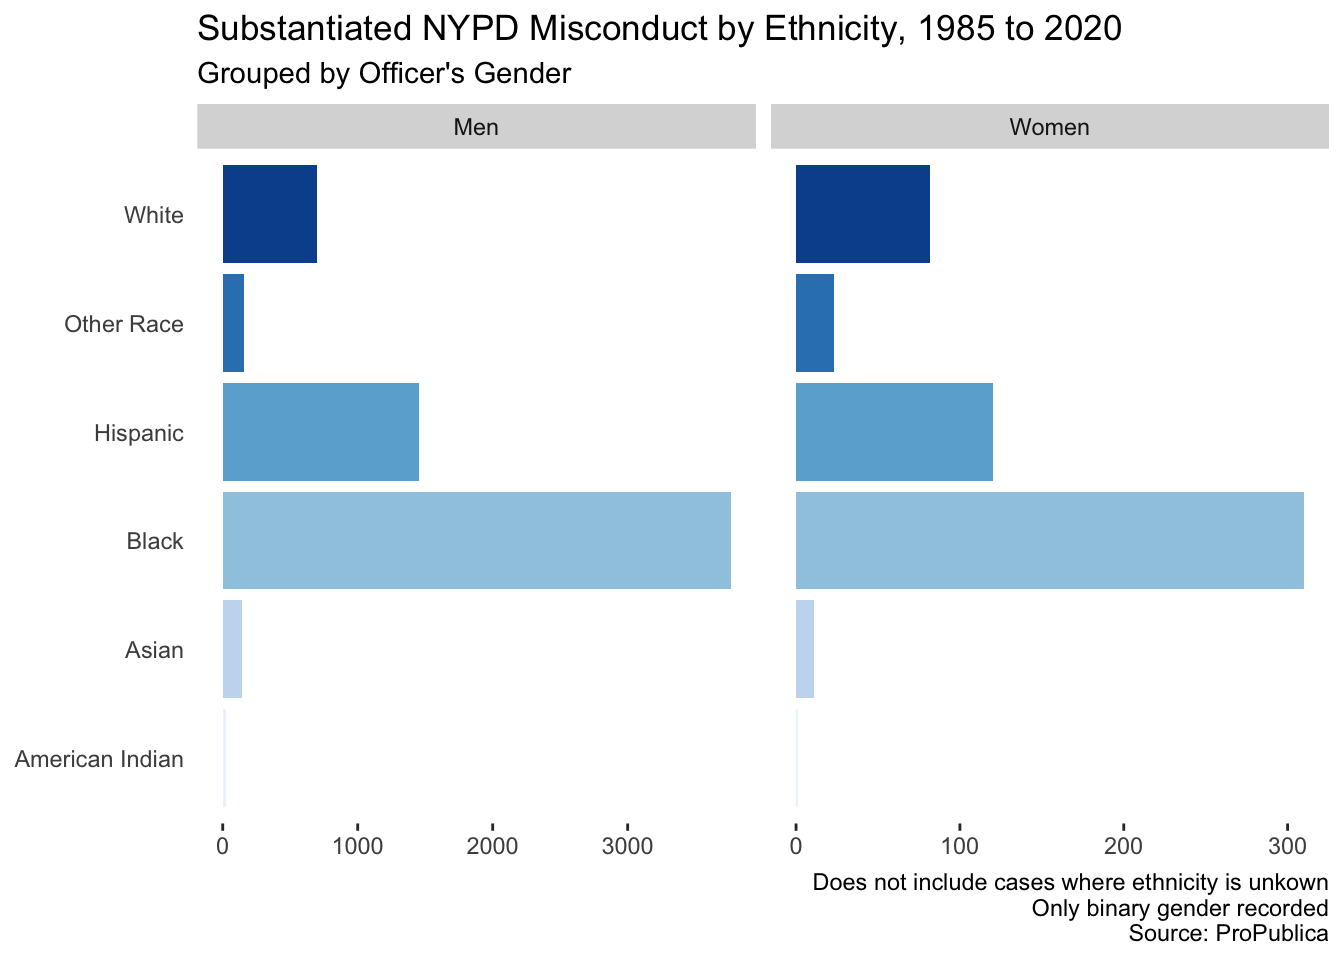 Substantiated NYPD Misconduct by Ethnicity, 1985 to 2020
Grouped by Officer's Gender
Men
Women
White
Other Race
Hispanic
Black
Asian
American Indian
0 1000 2000 3000
0 100 200 300
Does not include cases where ethnicity is unkown
Only binary gender recorded
Source: ProPublica